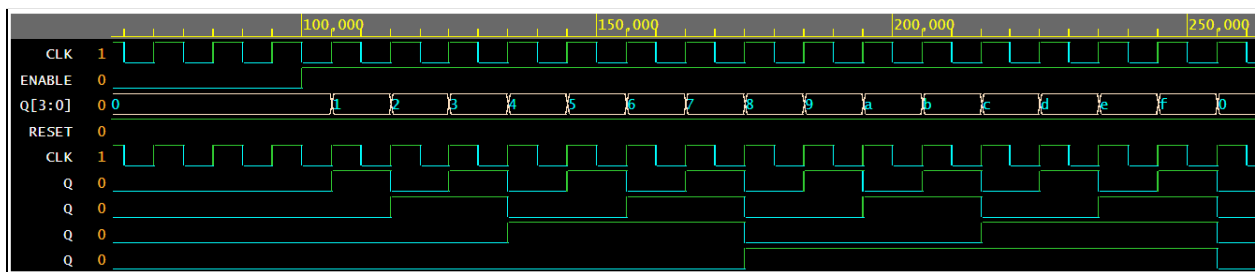 100,000 150,000 200,000 250,000
CLK 1
ENABLE 0
Q[3:0] 0 0 1 2 3 4 5 6 7 8 9 a b c d e f 0
RESET 0
CLK 1
Q 0
Q 0
Q 0
Q 0